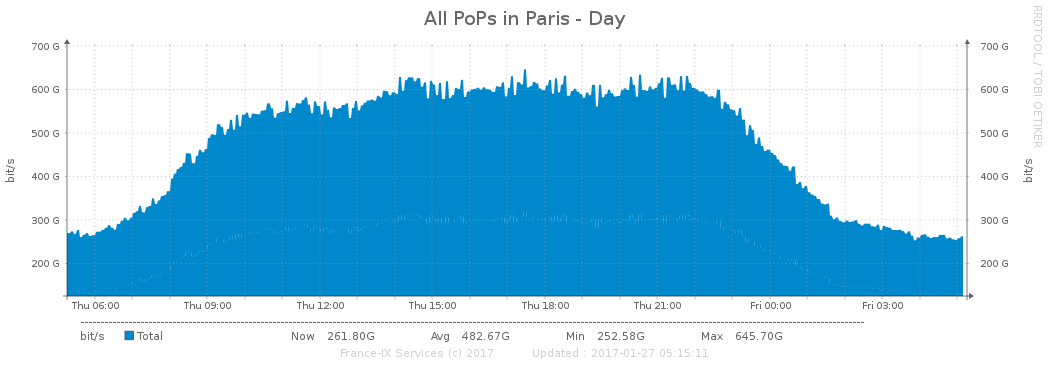 All PoPs in Paris - Day
RRDTOOL / TOBI OETIKER
700 G 700 G
600 G 600 G
500 G 500 G
400 G 400 G
300 G 300 G
200 G 200 G
bit/s bit/s
Thu 06:00 Thu 09:00 Thu 12:00 Thu 15:00 Thu 18:00 Thu 21:00 Fri 00:00 Fri 03:00
bit/s Total Now 261.80G Avg 482.67G Min 252.58G Max 645.70G
France-IX Services (c) 2017 Updated : 2017-01-27 05:15:11